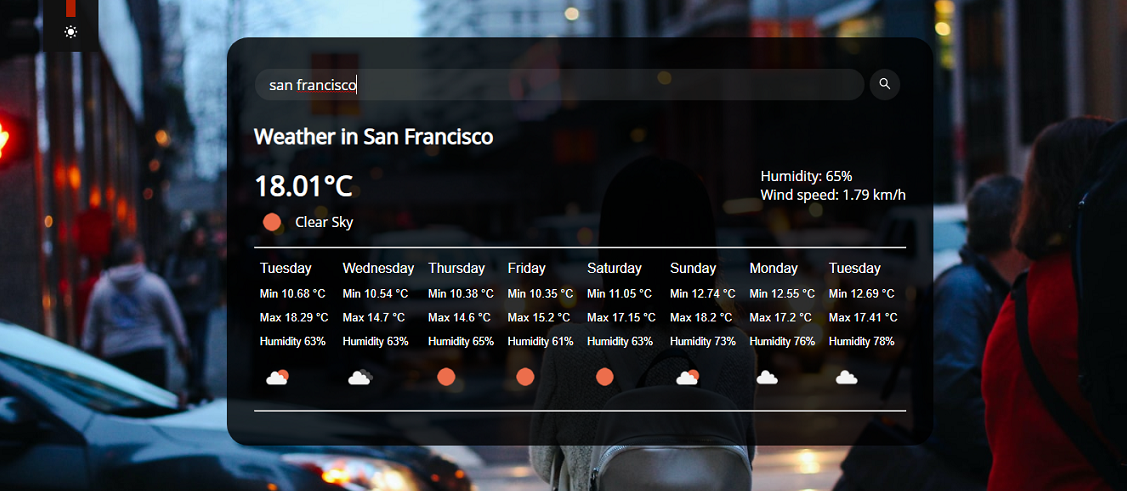 san francisco
Weather in San Francisco
18.01°C
Humidity: 65%
Wind speed: 1.79 km/h
Clear Sky
Tuesday Wednesday Thursday Friday Saturday Sunday Monday Tuesday
Min 10.68 °C Min 10.54 °C Min 10.38 °C Min 10.35 °C Min 11.05 °C Min 12.74 °C Min 12.55 °C Min 12.69 °C
Max 18.29 °C Max 14.7 °C Max 14.6 °C Max 15.2 °C Max 17.15 °C Max 18.2 °C Max 17.2 °C Max 17.41 °C
Humidity 63% Humidity 63% Humidity 65% Humidity 61% Humidity 63% Humidity 73% Humidity 76% Humidity 78%